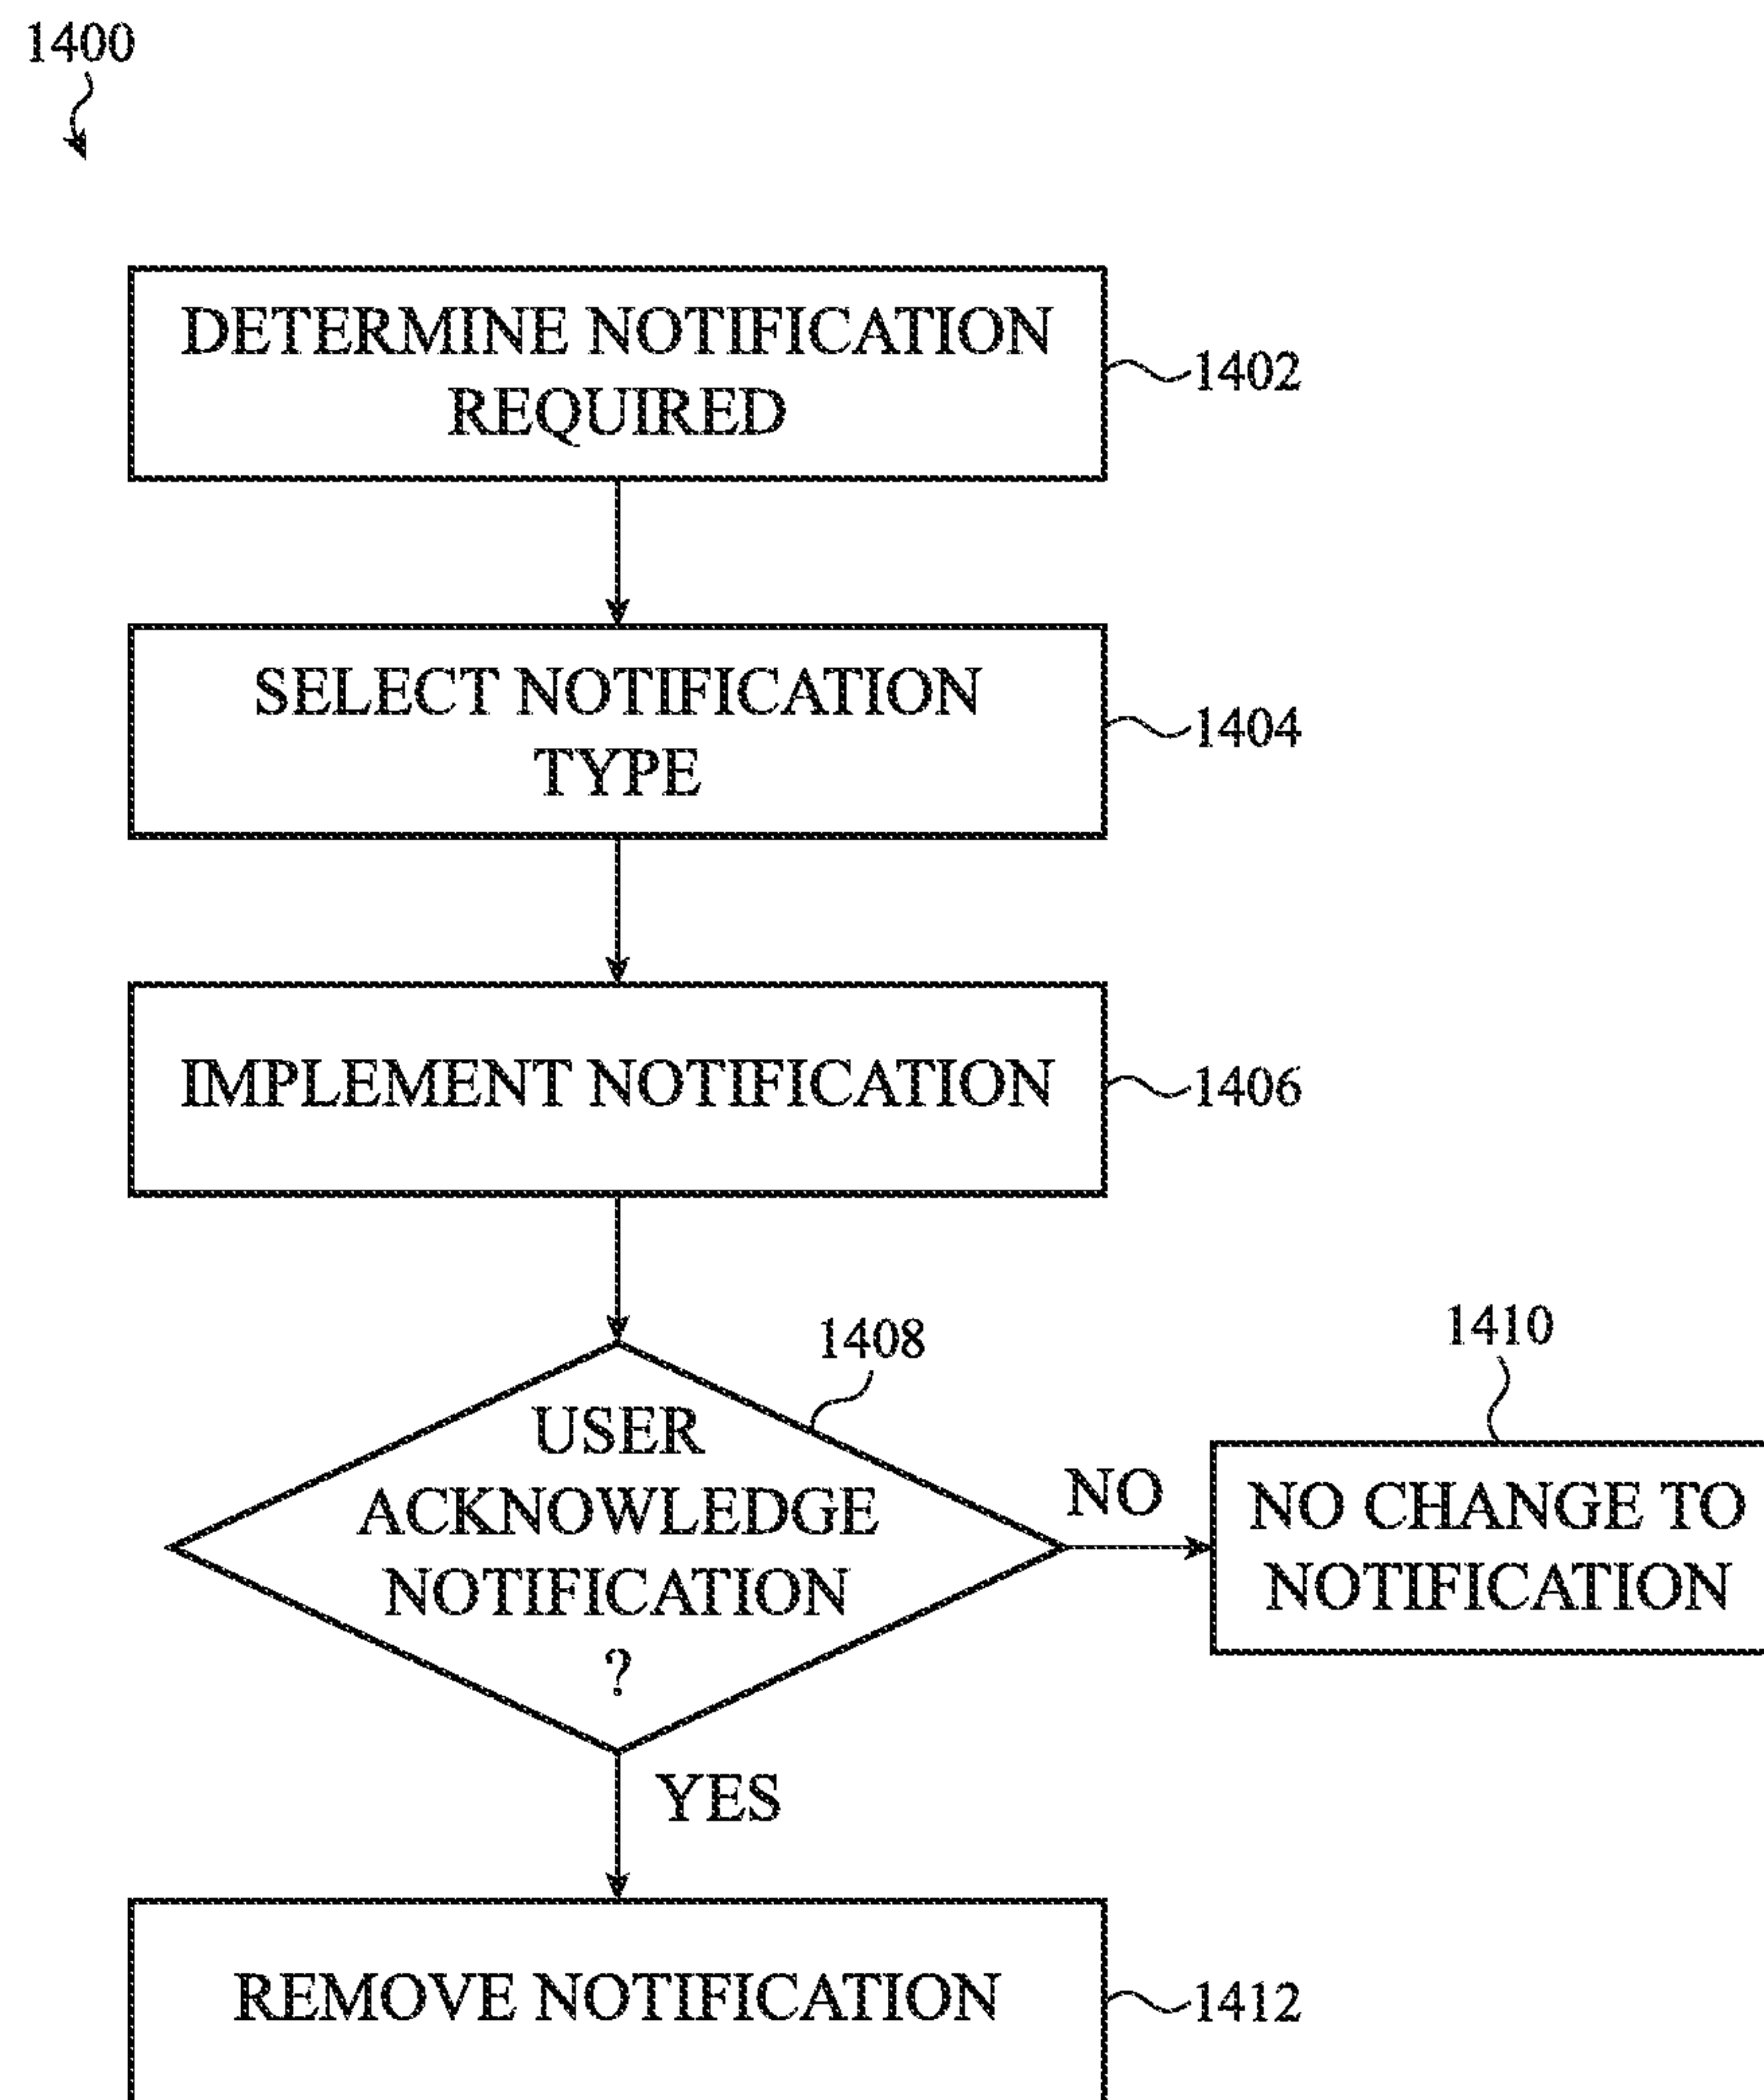 1400
DETERMINE NOTIFICATION
REQUIRED
1402
SELECT NOTIFICATION
TYPE
1404
IMPLEMENT NOTIFICATION
1406
1408
USER
ACKNOWLEDGE
NOTIFICATION
?
NO
1410
NO CHANGE TO
NOTIFICATION
YES
REMOVE NOTIFICATION
1412